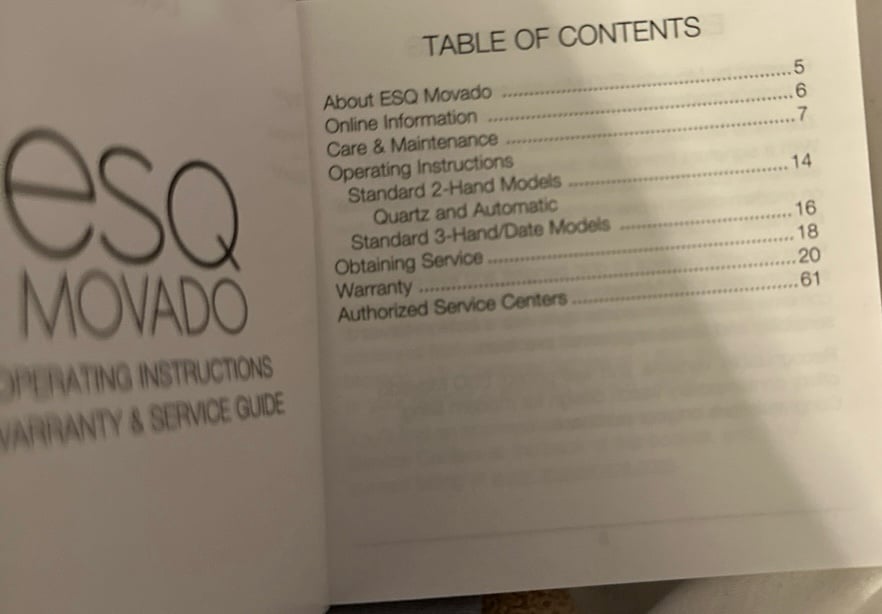 esq
MOVADO
OPERATING INSTRUCTIONS
WARRANTY & SERVICE GUIDE
TABLE OF CONTENTS
About ESQ Movado ........................................................ 5
Online Information ........................................................ 6
Care & Maintenance ........................................................ 7
Operating Instructions
Standard 2-Hand Models ........................................ 14
Quartz and Automatic
Standard 3-Hand/Date Models ................................ 16
Obtaining Service ........................................................ 18
Warranty ........................................................ 20
Authorized Service Centers ........................................ 61